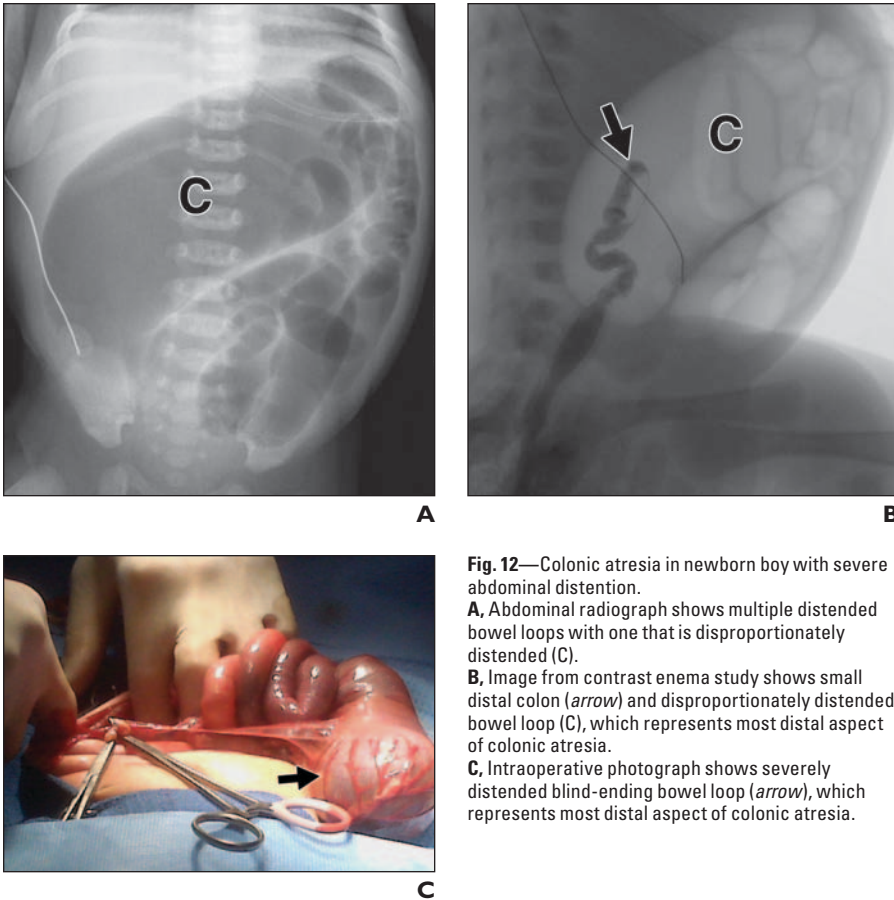 C
C
A
B
Fig. 12—Colonic atresia in newborn boy with severe
abdominal distention.
A, Abdominal radiograph shows multiple distended
bowel loops with one that is disproportionately
distended (C).
B, Image from contrast enema study shows small
distal colon (arrow) and disproportionately distended
bowel loop (C), which represents most distal aspect
of colonic atresia.
C, Intraoperative photograph shows severely
distended blind-ending bowel loop (arrow), which
represents most distal aspect of colonic atresia.
C